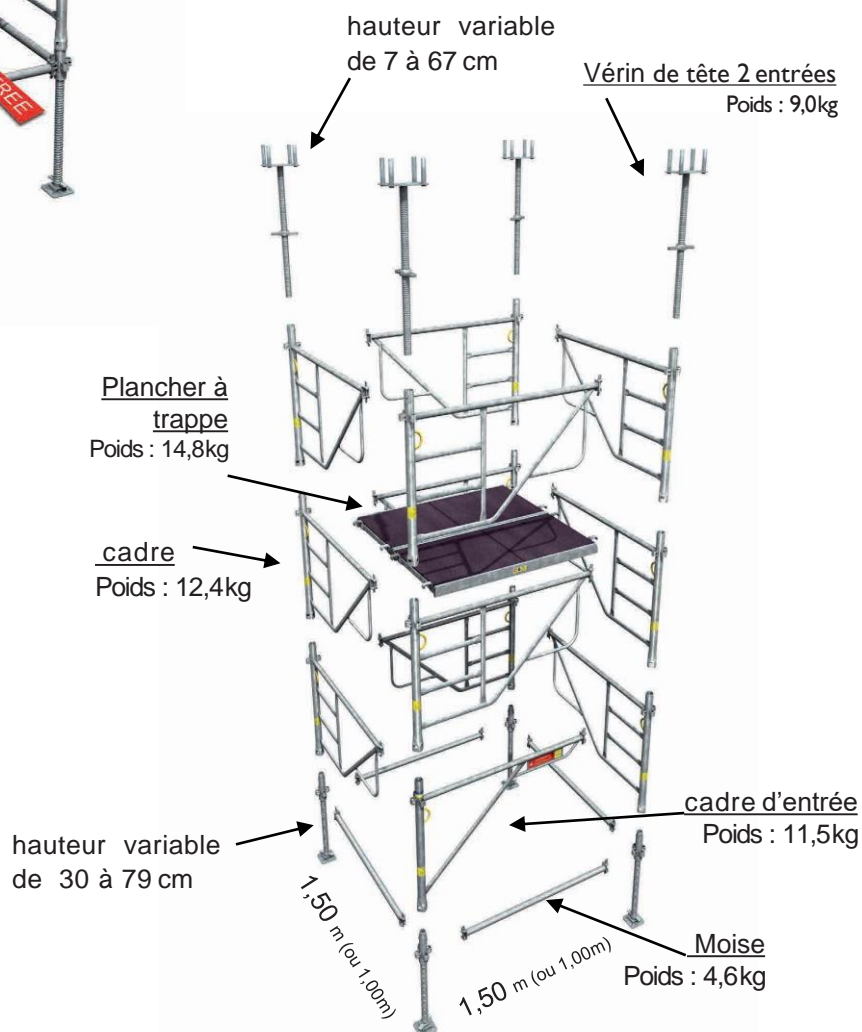 hauteur variable
de 7 à 67 cm
Vérin de tête 2 entrées
Poids : 9,0kg
Plancher à
trappe
Poids : 14,8kg
cadre
Poids : 12,4kg
cadre d'entrée
Poids : 11,5kg
hauteur variable
de 30 à 79 cm
1,50 m (ou 1,00m)
1,50 m (ou 1,00m)
Moise
Poids : 4,6kg